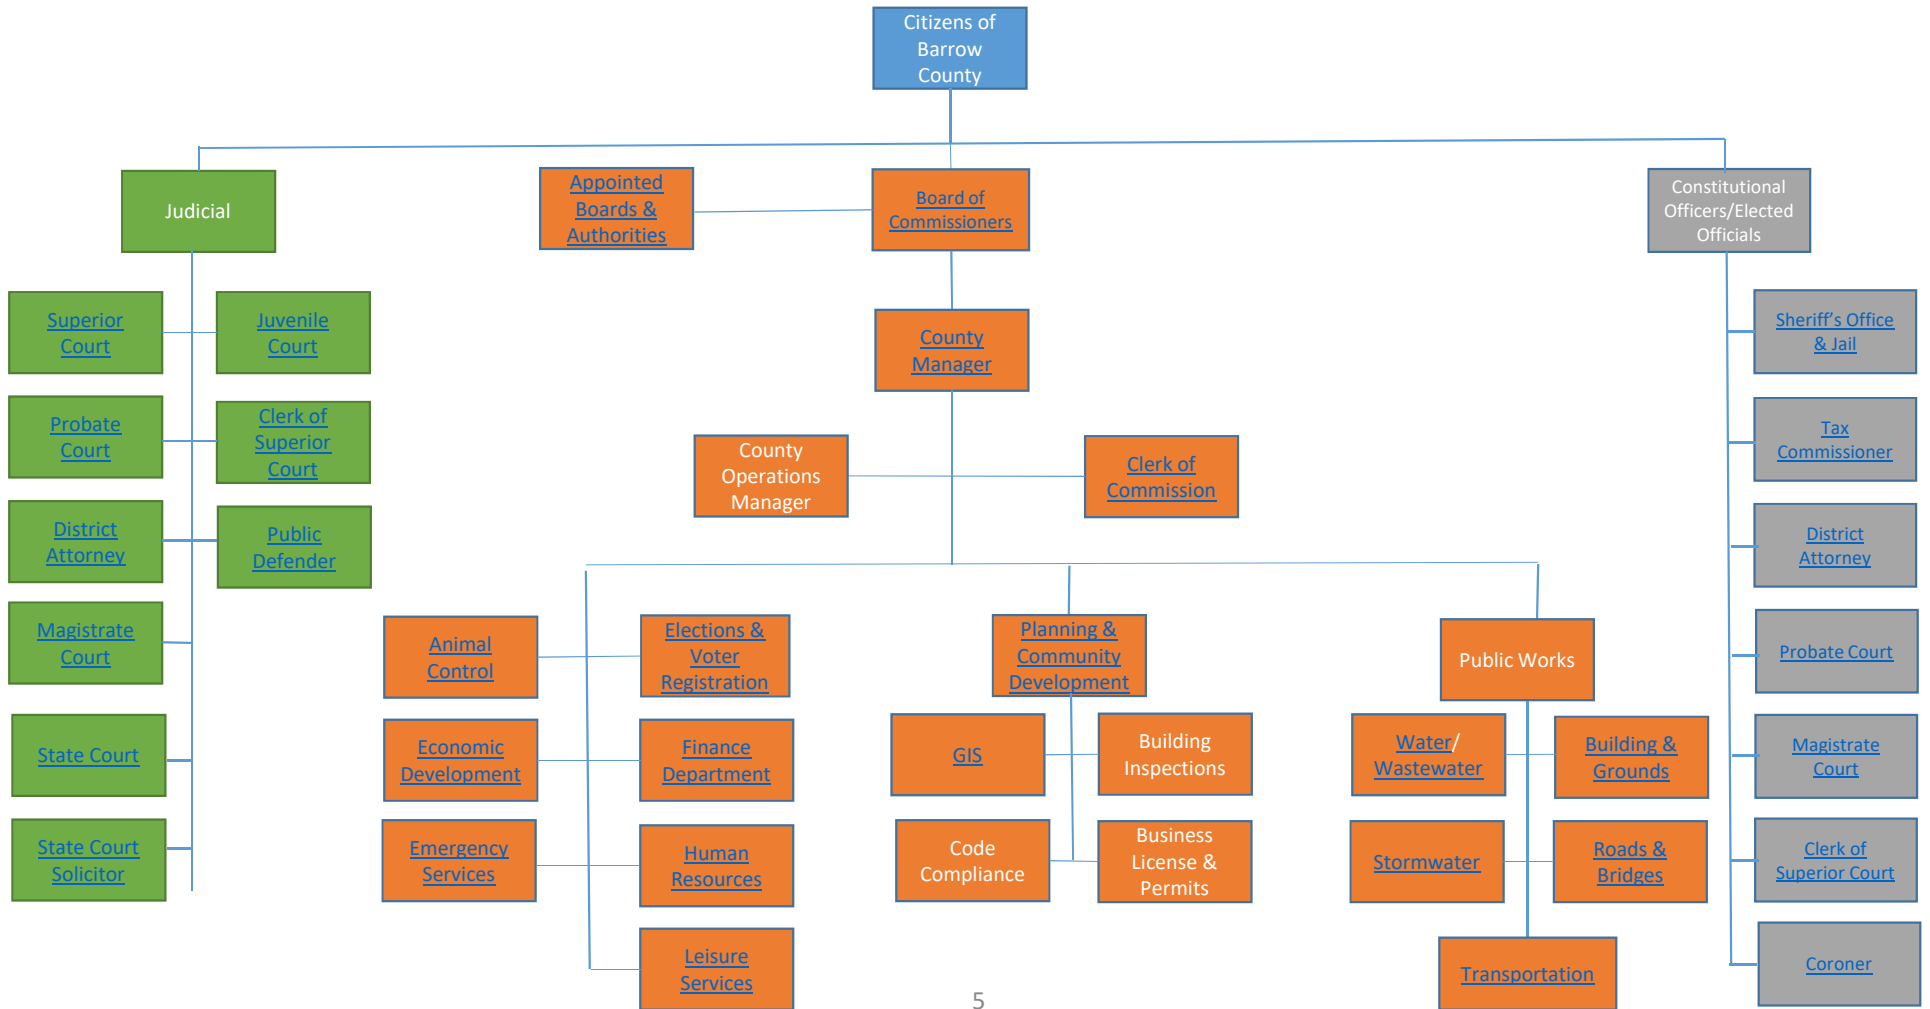 Citizens of
Barrow
County
Judicial
Appointed
Boards &
Authorities
Board of
Commissioners
Constitutional
Officers/Elected
Officials
Superior
Court
Juvenile
Court
Probate
Court
Clerk of
Superior
Court
District
Attorney
Public
Defender
Magistrate
Court
State Court
State Court
Solicitor
County
Manager
County
Operations
Manager
Clerk of
Commission
Animal
Control
Elections &
Voter
Registration
Economic
Development
Finance
Department
Emergency
Services
Human
Resources
Leisure
Services
Planning &
Community
Development
GIS
Building
Inspections
Code
Compliance
Business
License &
Permits
Public Works
Water/
Wastewater
Building &
Grounds
Stormwater
Roads &
Bridges
Transportation
Sheriff's Office
& Jail
Tax
Commissioner
District
Attorney
Probate Court
Magistrate
Court
Clerk of
Superior Court
Coroner
5